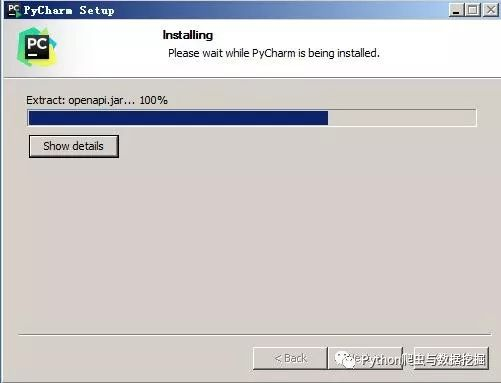 PC PyCharm Setup
PC
Installing
Please wait while PyCharm is being installed.
Extract: openapi.jar... 100%
Show details
< Back
Python爬虫与数据挖掘